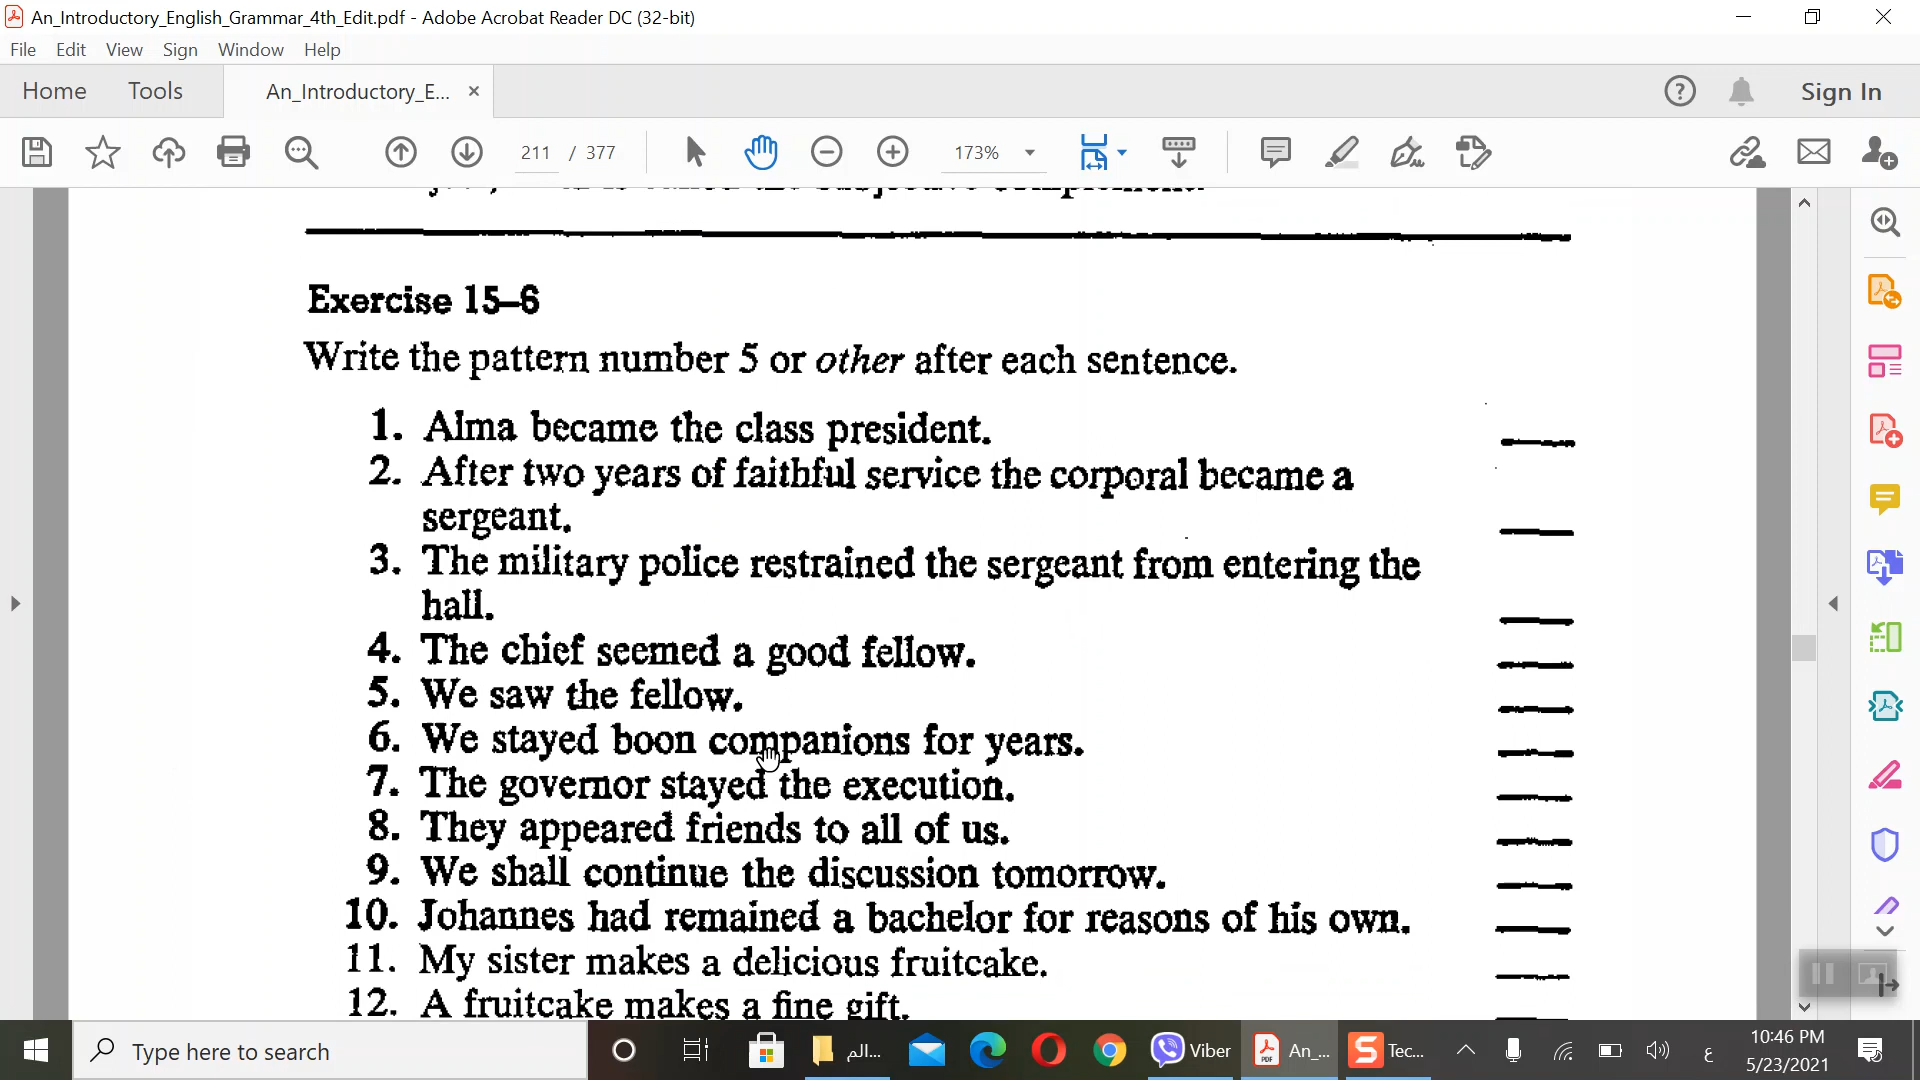 An_Introductory_English_Grammar_4th_Edit.pdf - Adobe Acrobat Reader DC (32-bit)
File Edit View Sign Window Help
Home Tools An_Introductory_E... × Sign In
211 / 377 173%
Exercise 15–6
Write the pattern number 5 or other after each sentence.
1. Alma became the class president.
2. After two years of faithful service the corporal became a
sergeant.
3. The military police restrained the sergeant from entering the
hall.
4. The chief seemed a good fellow.
5. We saw the fellow.
6. We stayed boon companions for years.
7. The governor stayed the execution.
8. They appeared friends to all of us.
9. We shall continue the discussion tomorrow.
10. Johannes had remained a bachelor for reasons of his own.
11. My sister makes a delicious fruitcake.
12. A fruitcake makes a fine gift.
Type here to search
الم...
Viber
An_...
Tec...
ع
10:46 PM
5/23/2021